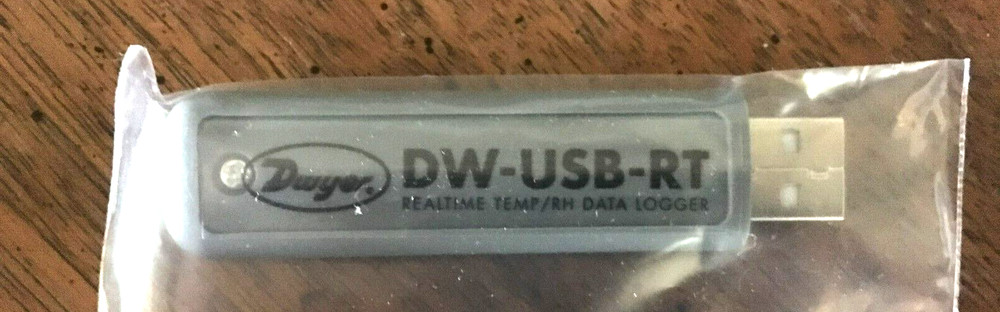 Dwyer.
DW-USB-RT
REALTIME TEMP/RH DATA LOGGER